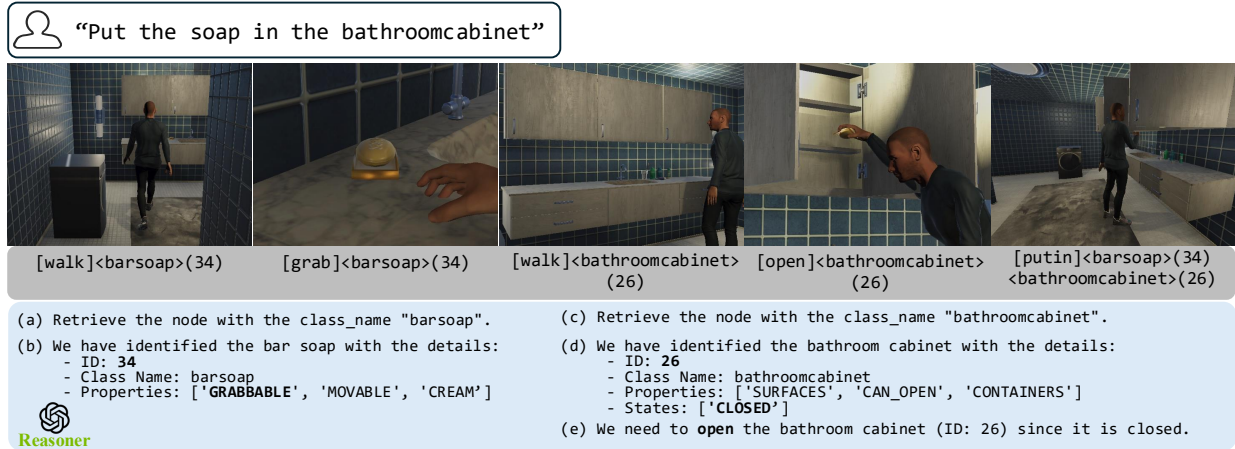 “Put the soap in the bathroomcabinet”
[walk]<barsoap>(34)
[grab]<barsoap>(34)
[walk]<bathroomcabinet>
(26)
[open]<bathroomcabinet>
(26)
[putin]<barsoap>(34)
<bathroomcabinet>(26)
(a) Retrieve the node with the class_name "barsoap".
(b) We have identified the bar soap with the details:
- ID: 34
- Class Name: barsoap
- Properties: ['GRABBABLE', 'MOVABLE', 'CREAM’]
Reasoner
(c) Retrieve the node with the class_name "bathroomcabinet".
(d) We have identified the bathroom cabinet with the details:
- ID: 26
- Class Name: bathroomcabinet
- Properties: ['SURFACES', 'CAN_OPEN', 'CONTAINERS']
- States: ['CLOSED’]
(e) We need to open the bathroom cabinet (ID: 26) since it is closed.